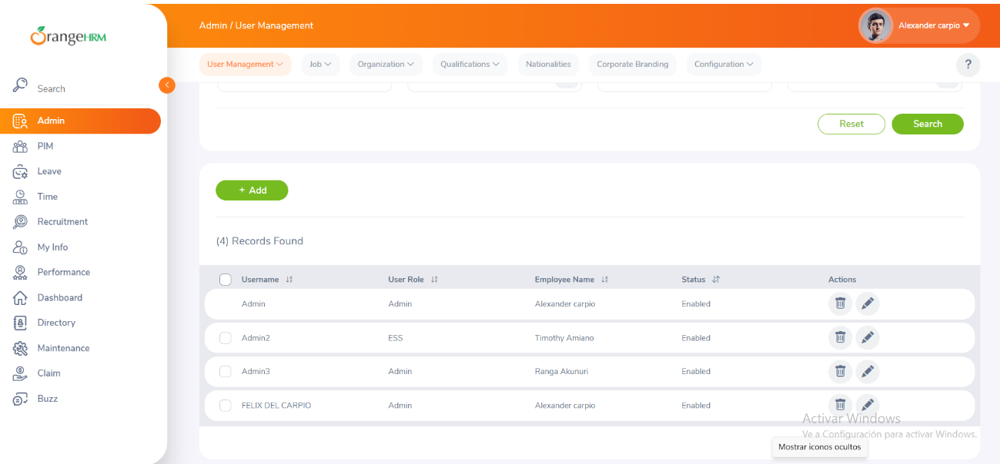 OrangeHRM
Admin / User Management
Alexander carpio
User Management
Job
Organization
Qualifications
Nationalities
Corporate Branding
Configuration
?
Search
Admin
PIM
Leave
Time
Recruitment
My Info
Performance
Dashboard
Directory
Maintenance
Claim
Buzz
Reset
Search
+ Add
(4) Records Found
Username User Role Employee Name Status Actions
Admin Admin Alexander carpio Enabled
Admin2 ESS Timothy Amiano Enabled
Admin3 Admin Ranga Akunuri Enabled
FELIX DEL CARPIO Admin Alexander carpio Enabled
Activar Windows
Ve a Configuración para activar Windows.
Mostrar iconos ocultos